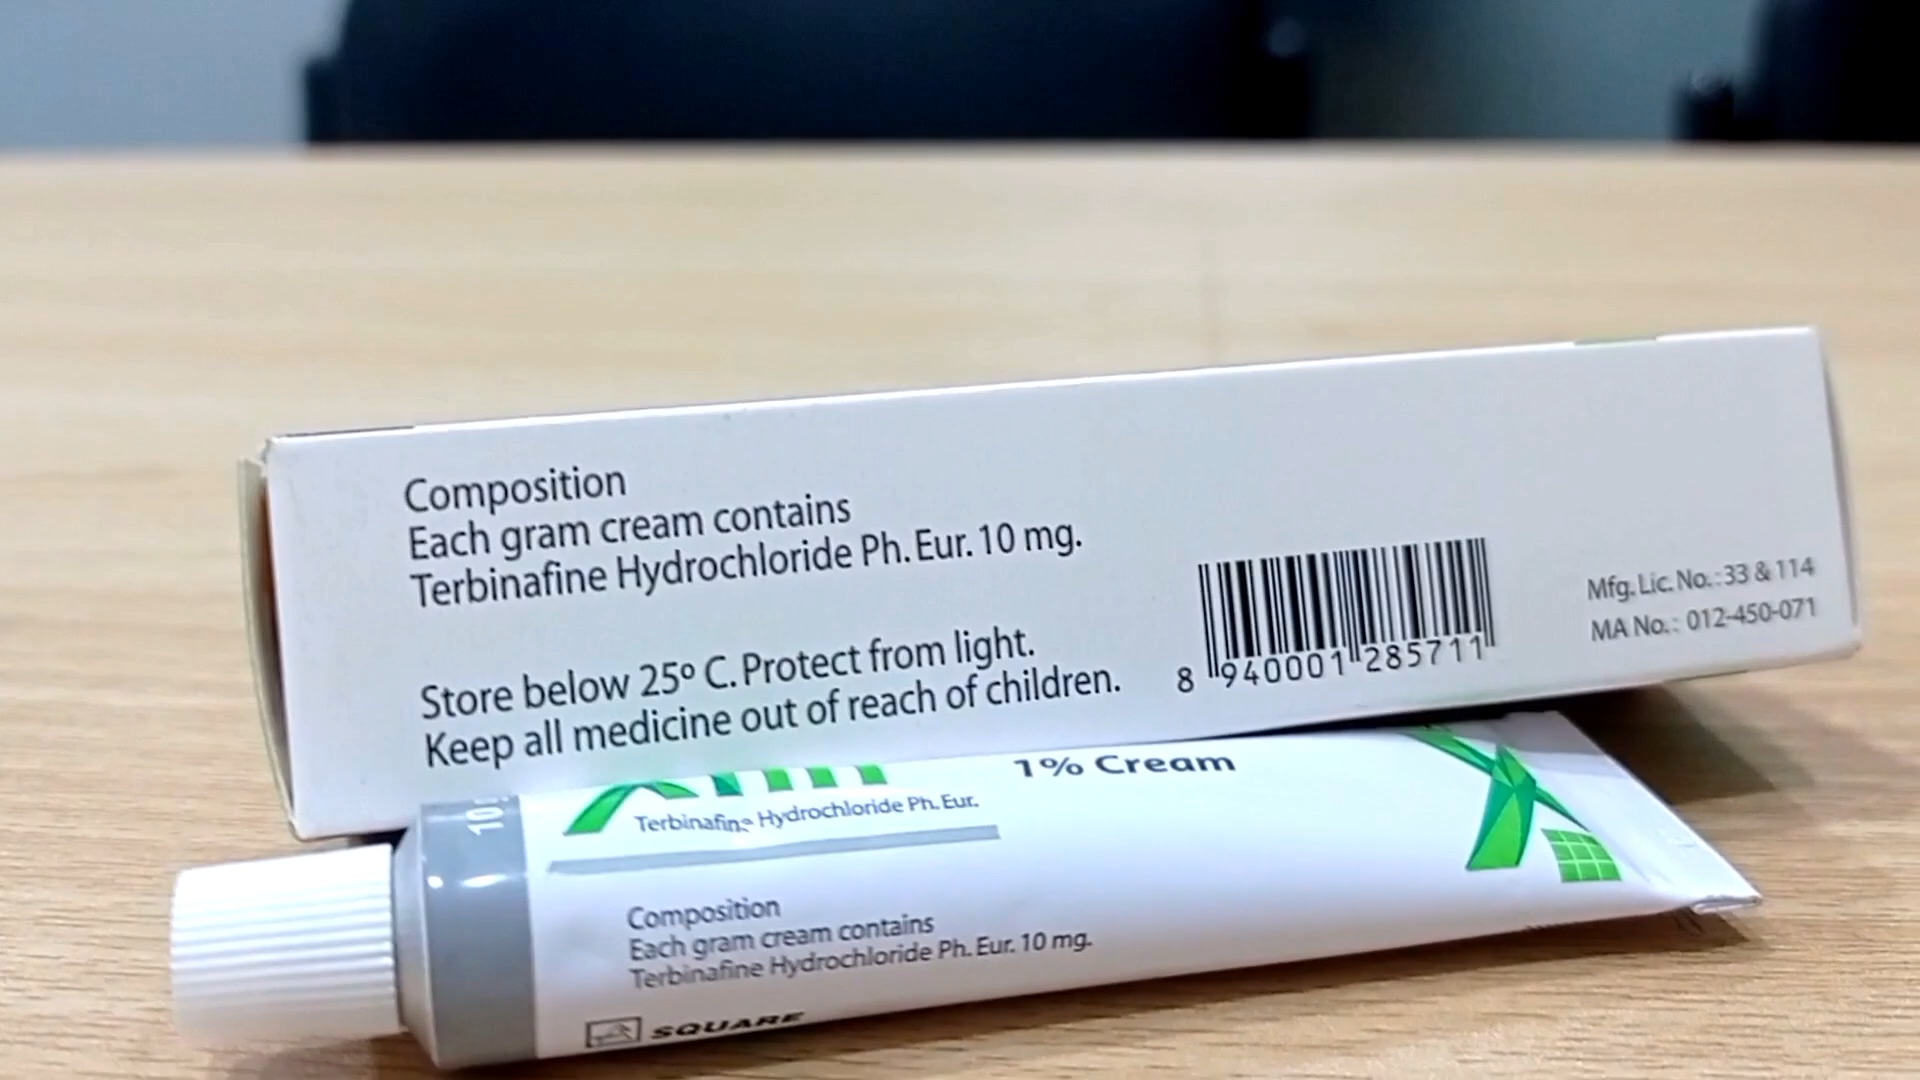 Composition
Each gram cream contains
Terbinafine Hydrochloride Ph. Eur. 10 mg.
Store below 25º C. Protect from light.
Keep all medicine out of reach of children.
8 940001 285711
Mfg. Lic. No. : 33 & 114
MA No. : 012-450-071
1% Cream
Terbinafine Hydrochloride Ph. Eur.
Composition
Each gram cream contains
Terbinafine Hydrochloride Ph. Eur. 10 mg.
SQUARE